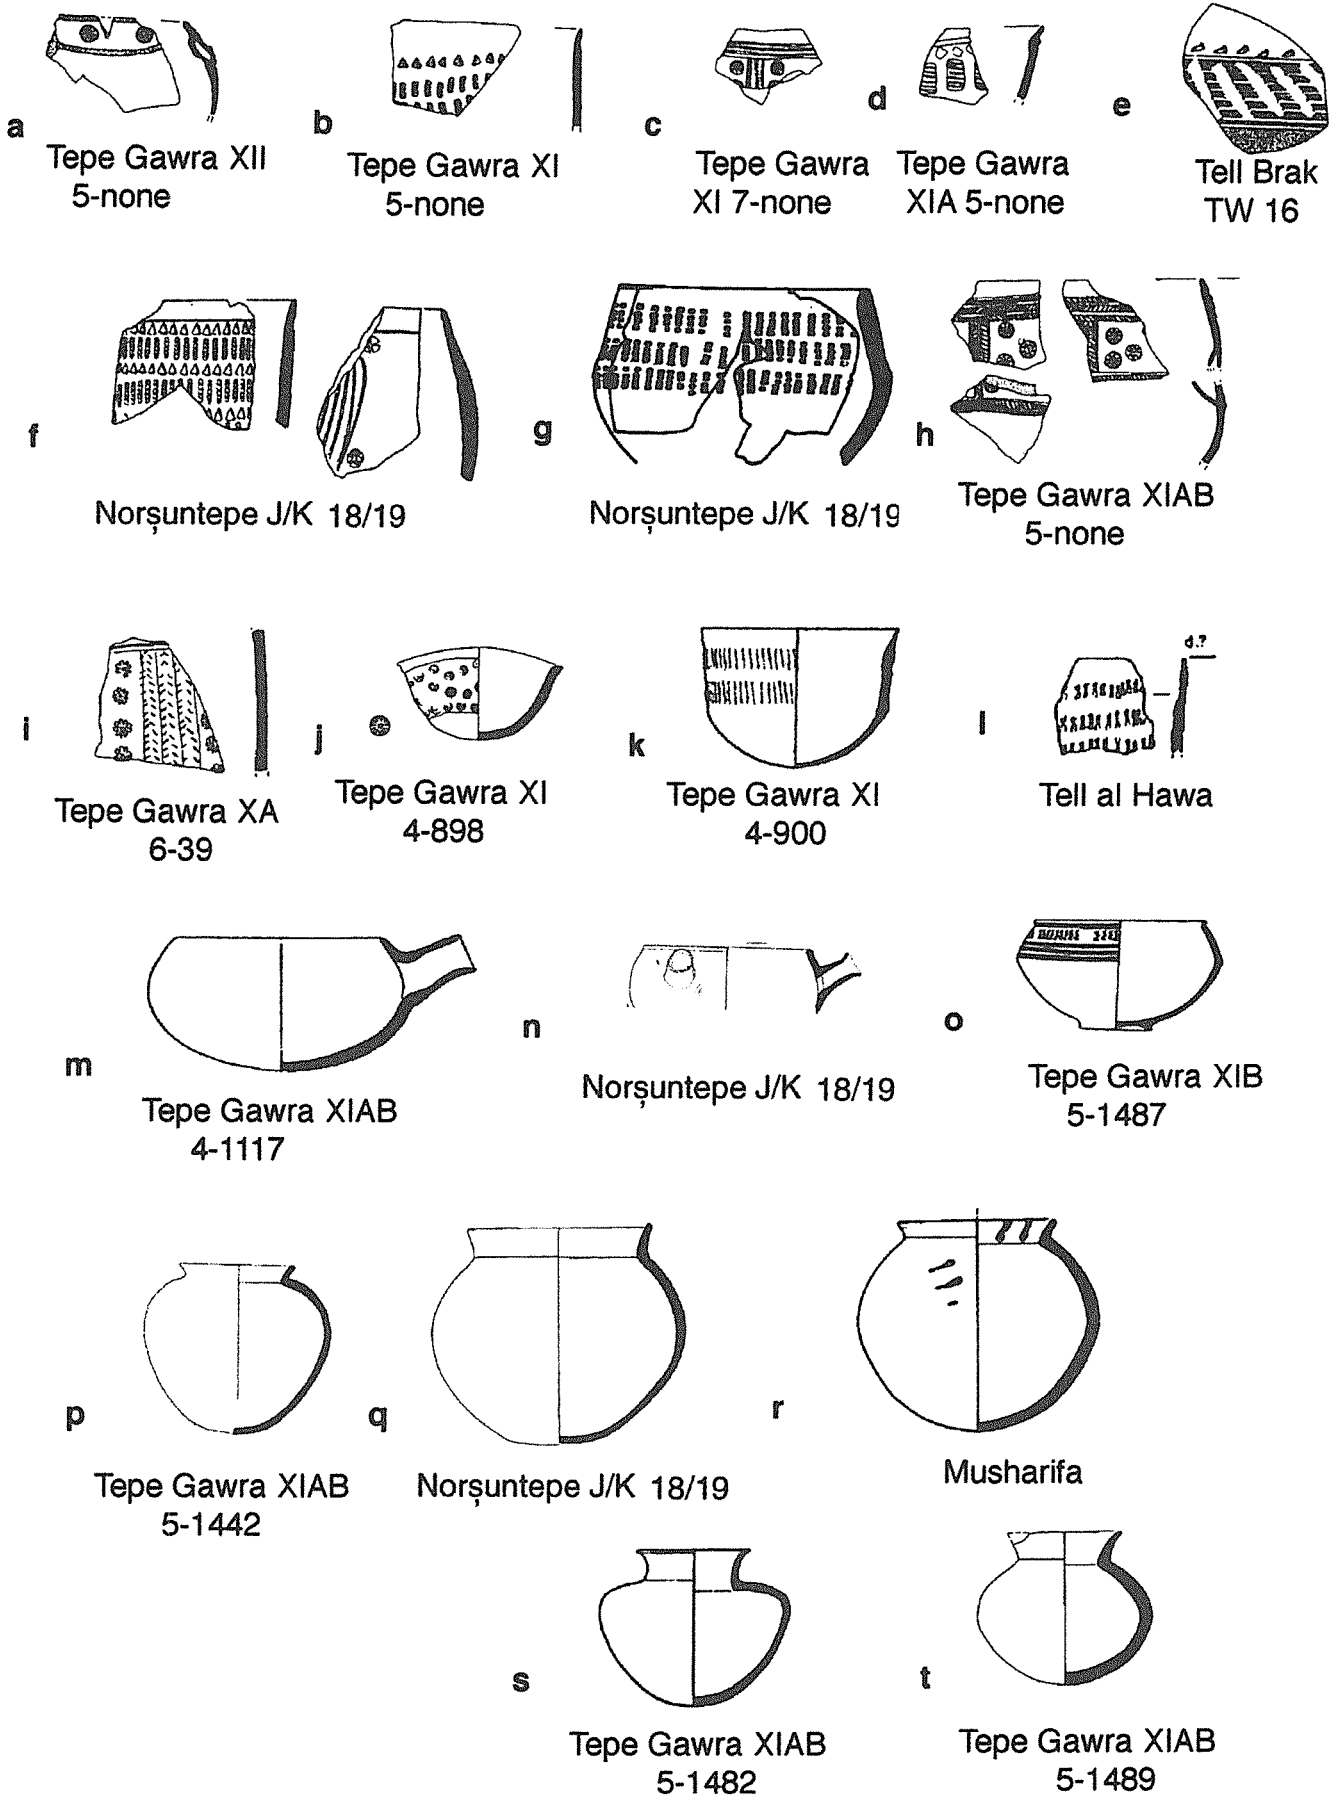 a
Tepe Gawra XII
5-none
b
Tepe Gawra XI
5-none
c
Tepe Gawra
XI 7-none
d
Tepe Gawra
XIA 5-none
e
Tell Brak
TW 16
f
Norşuntepe J/K 18/19
g
Norşuntepe J/K 18/19
h
Tepe Gawra XIAB
5-none
i
Tepe Gawra XA
6-39
j
Tepe Gawra XI
4-898
k
Tepe Gawra XI
4-900
d.?
l
Tell al Hawa
m
Tepe Gawra XIAB
4-1117
n
Norşuntepe J/K 18/19
o
Tepe Gawra XIB
5-1487
p
Tepe Gawra XIAB
5-1442
q
Norşuntepe J/K 18/19
r
Musharifa
s
Tepe Gawra XIAB
5-1482
t
Tepe Gawra XIAB
5-1489